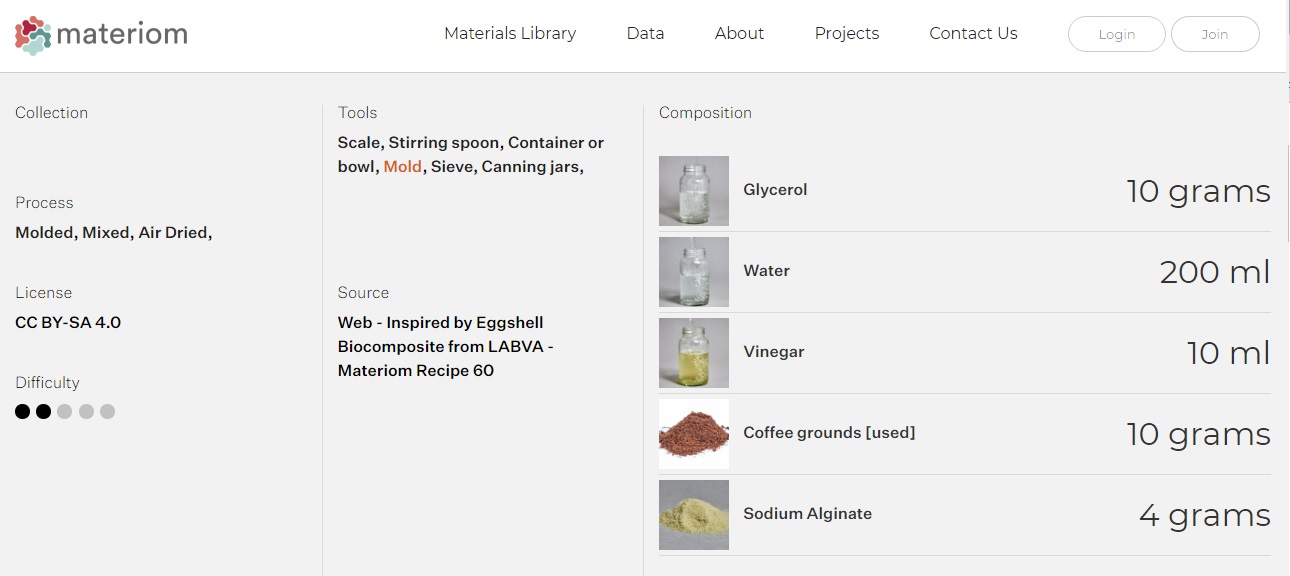 materiom
Materials Library
Data
About
Projects
Contact Us
Login
Join
Collection
Process
Molded, Mixed, Air Dried,
License
CC BY-SA 4.0
Difficulty
Tools
Scale, Stirring spoon, Container or
bowl, Mold, Sieve, Canning jars,
Source
Web - Inspired by Eggshell
Biocomposite from LABVA -
Materiom Recipe 60
Composition
Glycerol
10 grams
Water
200 ml
Vinegar
10 ml
Coffee grounds [used]
10 grams
Sodium Alginate
4 grams